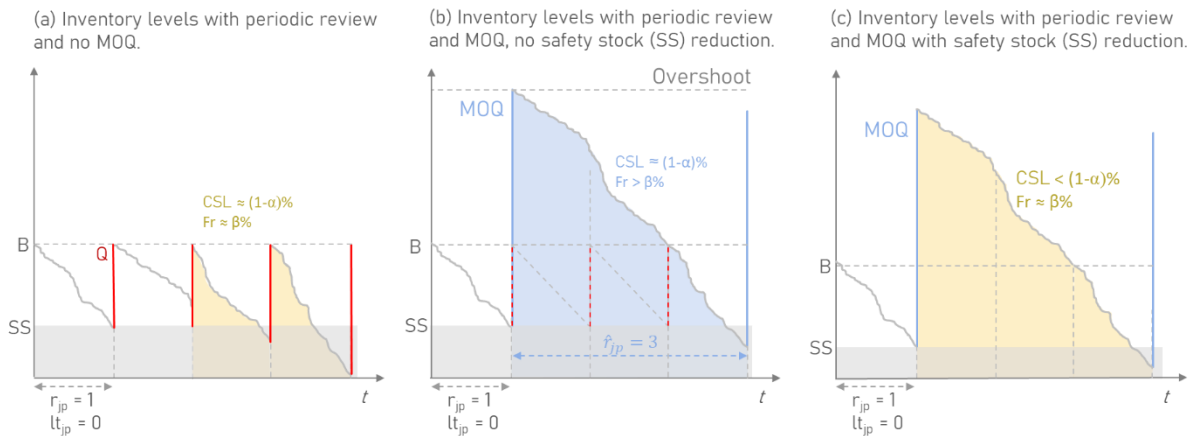 (a) Inventory levels with periodic review
and no MOQ.
CSL ≈ (1-α)%
Fr ≈ β%
B
Q
SS
t
r_jp = 1
lt_jp = 0
(b) Inventory levels with periodic review
and MOQ, no safety stock (SS) reduction.
Overshoot
MOQ
CSL ≈ (1-α)%
Fr > β%
B
SS
r̂_jp = 3
t
r_jp = 1
lt_jp = 0
(c) Inventory levels with periodic review
and MOQ with safety stock (SS) reduction.
MOQ
CSL < (1-α)%
Fr ≈ β%
B
SS
t
r_jp = 1
lt_jp = 0